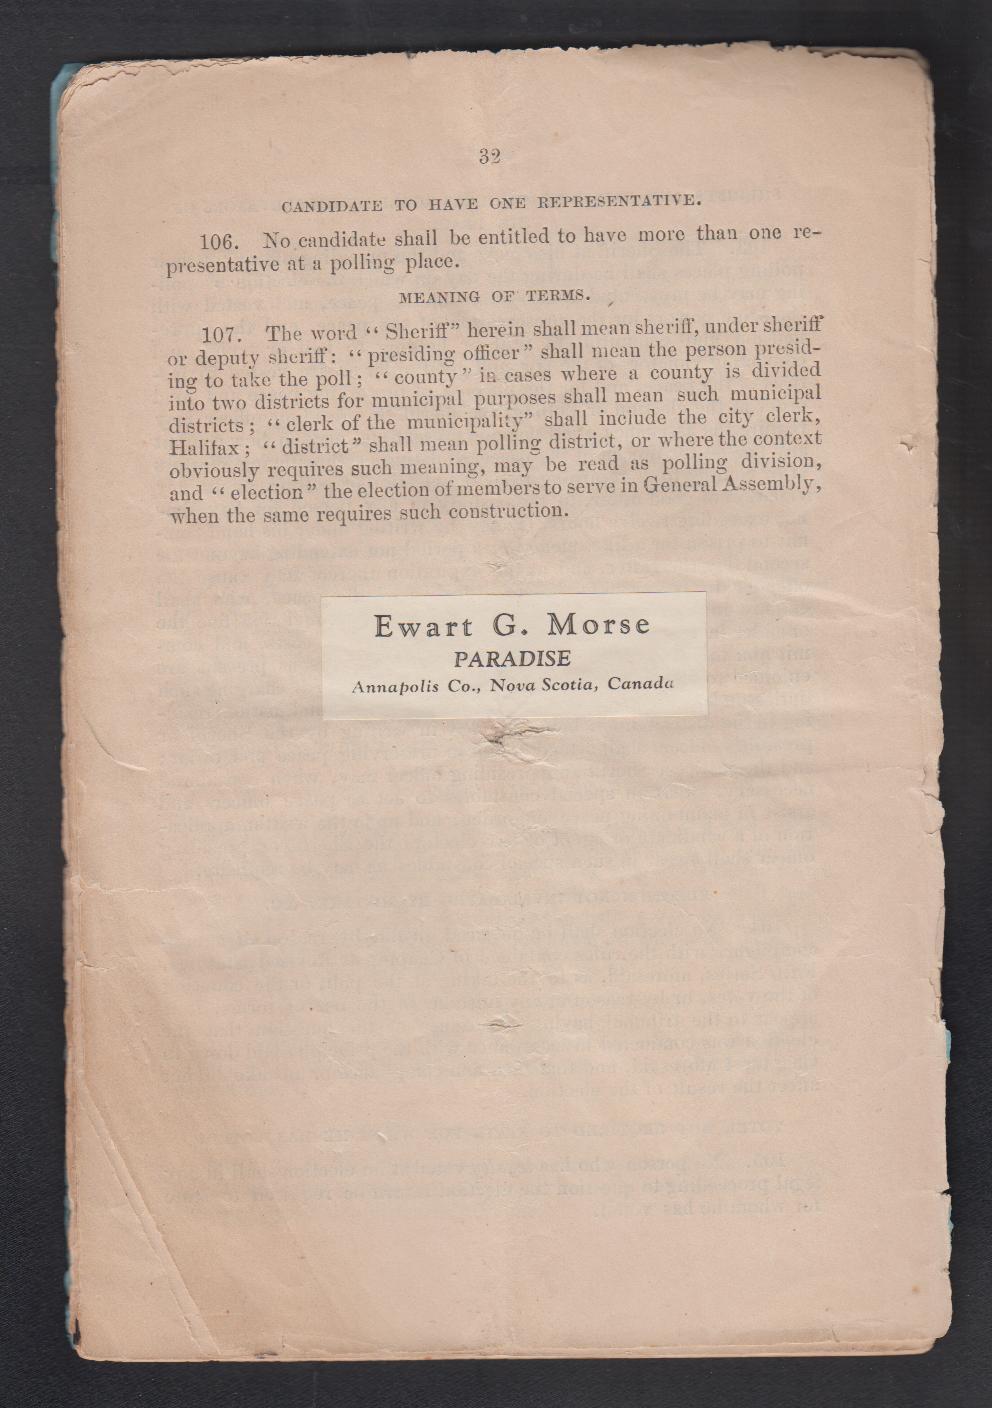 32
CANDIDATE TO HAVE ONE REPRESENTATIVE.
106. No candidate shall be entitled to have more than one re-
presentative at a polling place.
MEANING OF TERMS.
107. The word “ Sheriff” herein shall mean sheriff, under sheriff
or deputy sheriff: “ presiding officer” shall mean the person presid-
ing to take the poll; “ county” in cases where a county is divided
into two districts for municipal purposes shall mean such municipal
districts; “ clerk of the municipality” shall include the city clerk,
Halifax; “ district” shall mean polling district, or where the context
obviously requires such meaning, may be read as polling division,
and “ election” the election of members to serve in General Assembly,
when the same requires such construction.
Ewart G. Morse
PARADISE
Annapolis Co., Nova Scotia, Canada